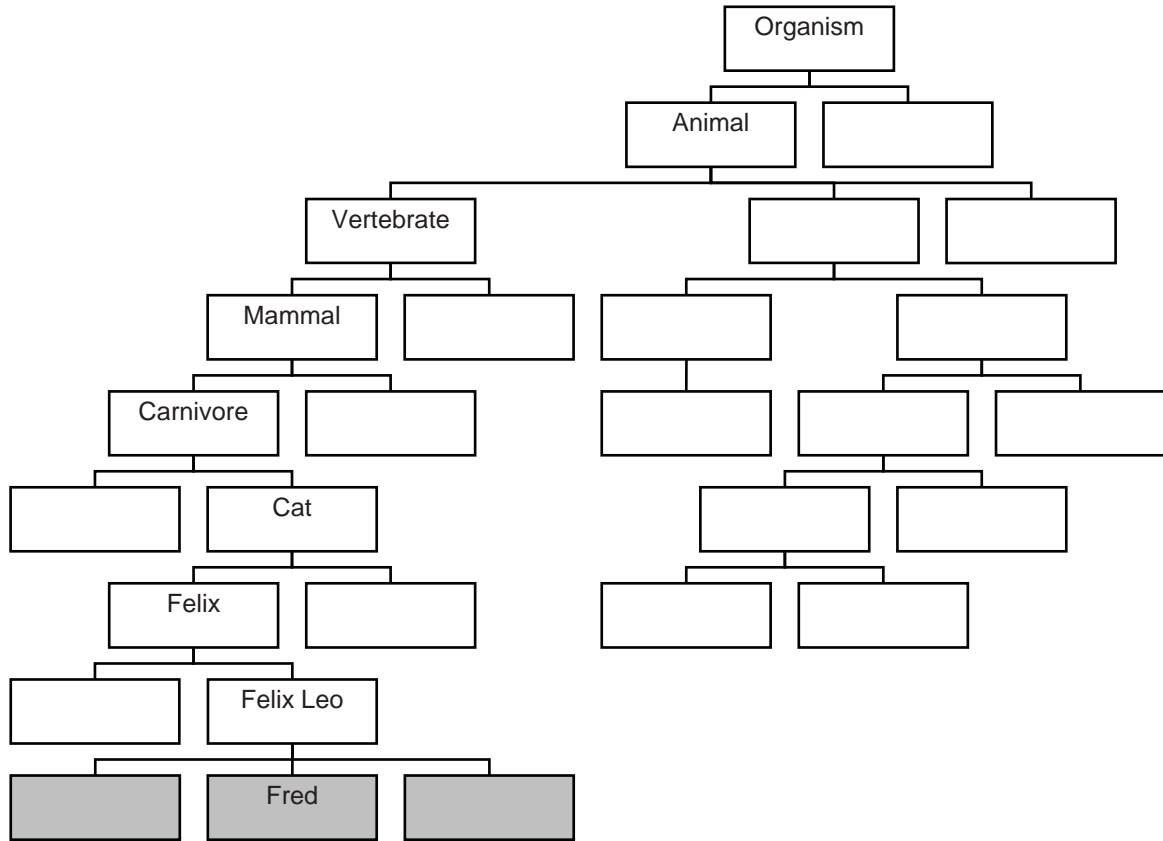 Organism
Animal
Vertebrate
Mammal
Carnivore
Cat
Felix
Felix Leo
Fred